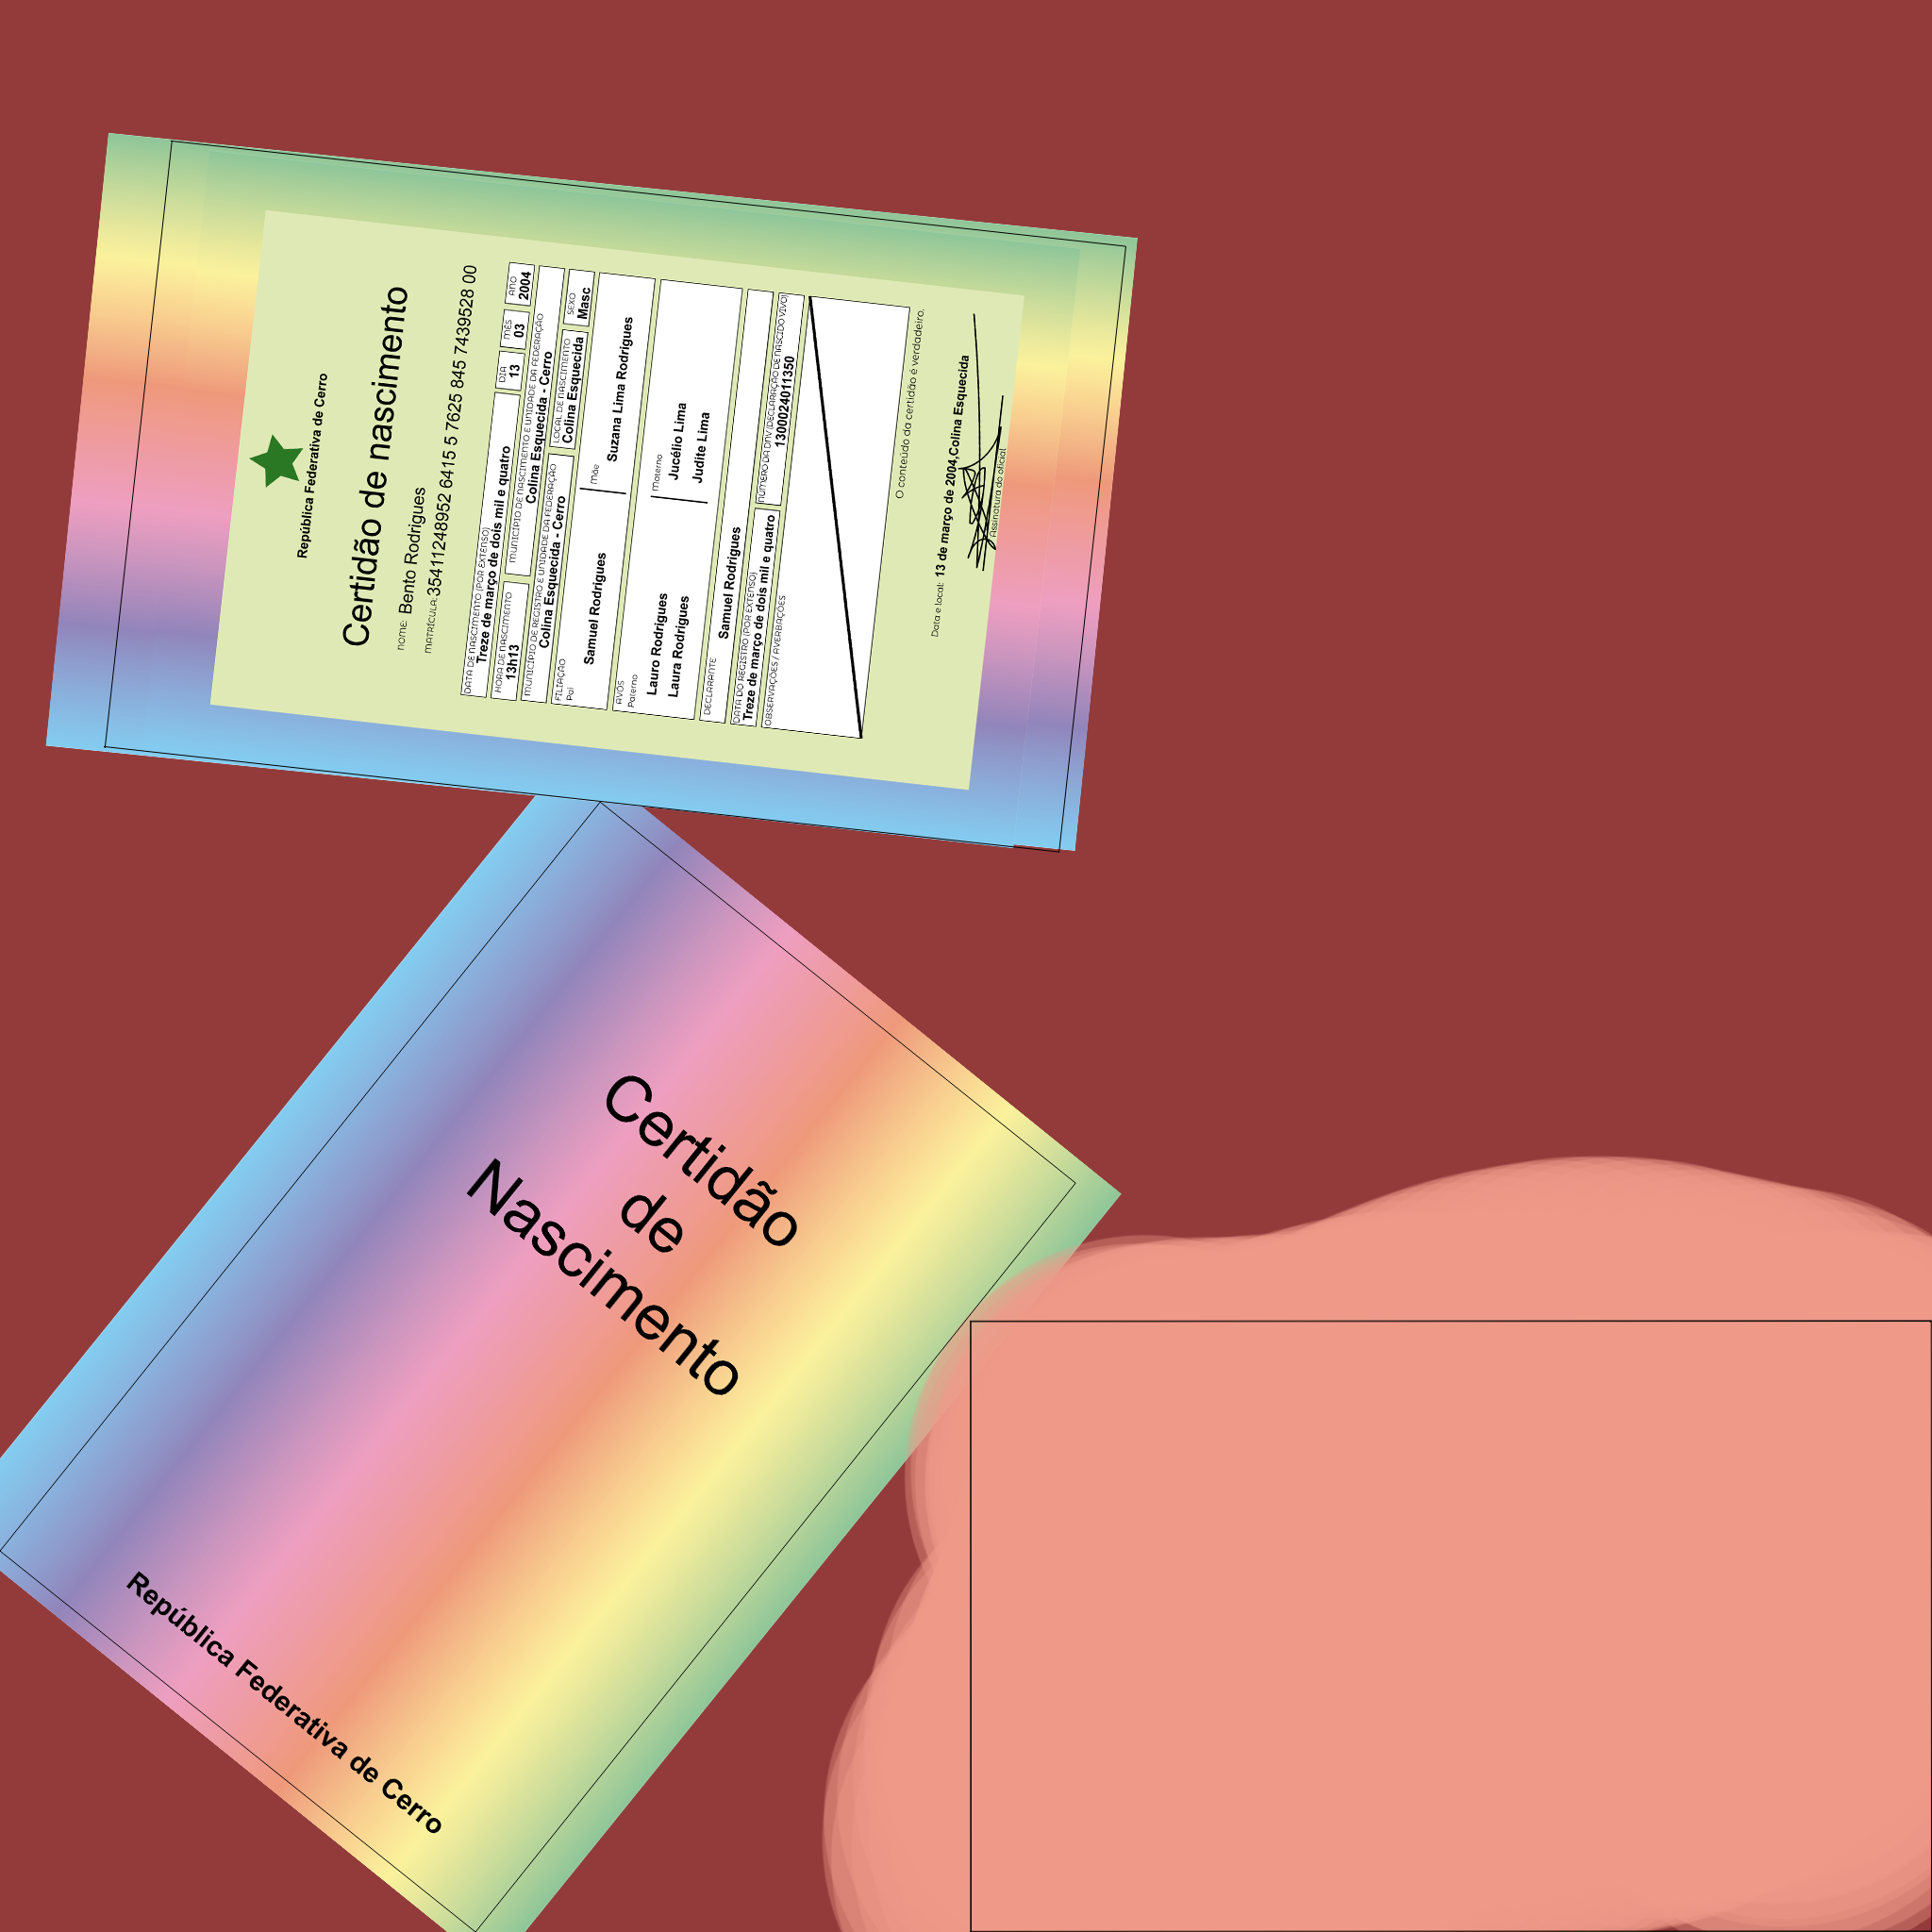 República Federativa de Cerro
Certidão de nascimento
NOME: Bento Rodrigues
MATRÍCULA: 35411248952 6415 5 7625 845 7439528 00
DATA DE NASCIMENTO (POR EXTENSO) DIA MÊS ANO
Treze de março de dois mil e quatro 13 03 2004
HORA DE NASCIMENTO MUNICÍPIO DE NASCIMENTO E UNIDADE DA FEDERAÇÃO
13h13 Colina Esquecida - Cerro
MUNICÍPIO DE REGISTRO E UNIDADE DA FEDERAÇÃO LOCAL DE NASCIMENTO SEXO
Colina Esquecida - Cerro Colina Esquecida Masc
FILIAÇÃO
Pai Mãe
Samuel Rodrigues Suzana Lima Rodrigues
AVÓS
Paterno Materno
Lauro Rodrigues Jucélio Lima
Laura Rodrigues Judite Lima
DECLARANTE
Samuel Rodrigues
DATA DO REGISTRO (POR EXTENSO) NÚMERO DA DNV (DECLARAÇÃO DE NASCIDO VIVO)
Treze de março de dois mil e quatro 1300024011350
OBSERVAÇÕES / AVERBAÇÕES
O conteúdo da certidão é verdadeiro.
Data e local: 13 de março de 2004,Colina Esquecida
Assinatura do oficial
Certidão
de
Nascimento
República Federativa de Cerro